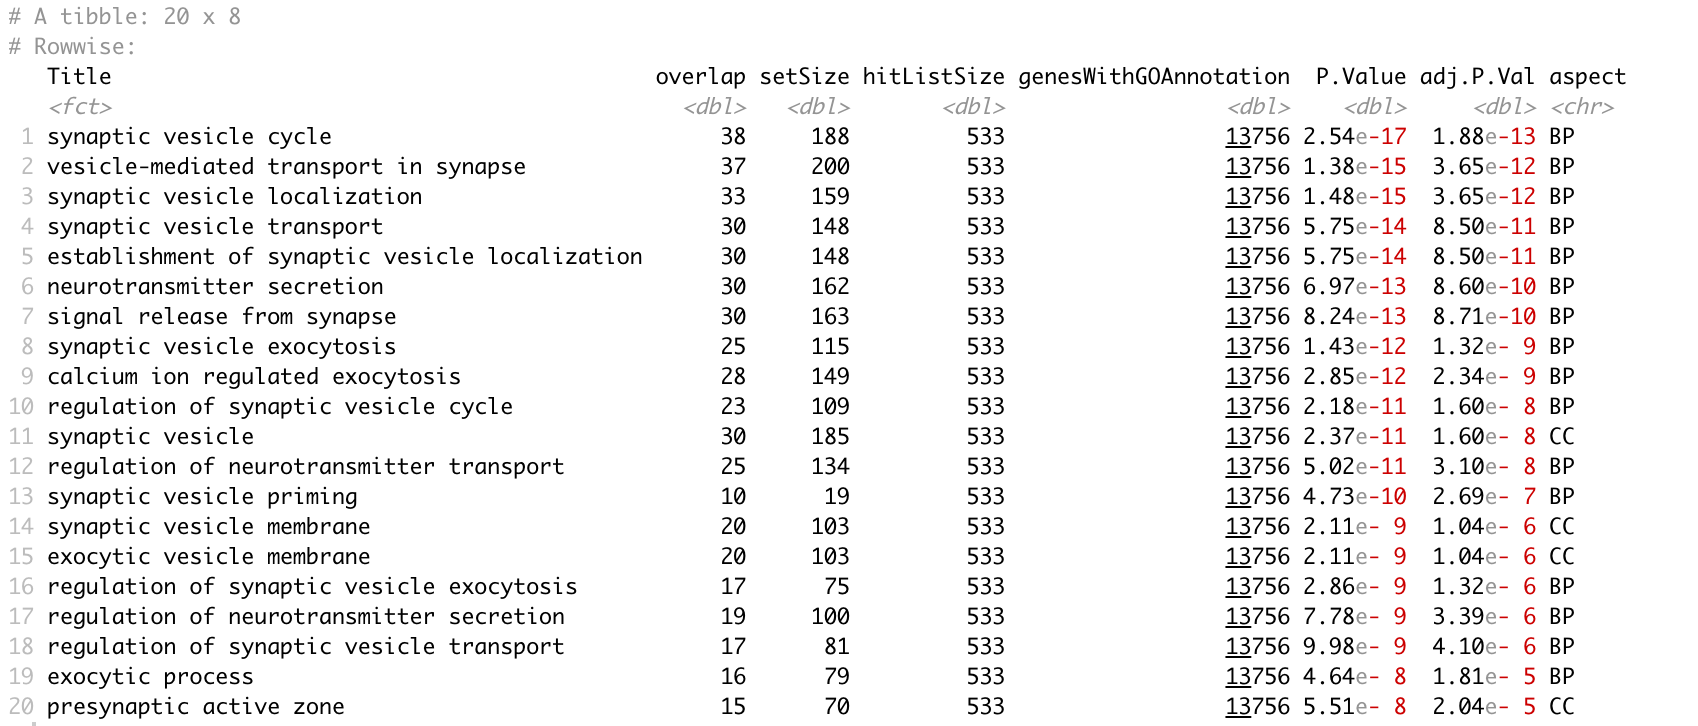 # A tibble: 20 x 8
# Rowwise:
Title overlap setSize hitListSize genesWithGOAnnotation P.Value adj.P.Val aspect
<fct> <dbl> <dbl> <dbl> <dbl> <dbl> <dbl> <chr>
1 synaptic vesicle cycle 38 188 533 13756 2.54e-17 1.88e-13 BP
2 vesicle-mediated transport in synapse 37 200 533 13756 1.38e-15 3.65e-12 BP
3 synaptic vesicle localization 33 159 533 13756 1.48e-15 3.65e-12 BP
4 synaptic vesicle transport 30 148 533 13756 5.75e-14 8.50e-11 BP
5 establishment of synaptic vesicle localization 30 148 533 13756 5.75e-14 8.50e-11 BP
6 neurotransmitter secretion 30 162 533 13756 6.97e-13 8.60e-10 BP
7 signal release from synapse 30 163 533 13756 8.24e-13 8.71e-10 BP
8 synaptic vesicle exocytosis 25 115 533 13756 1.43e-12 1.32e- 9 BP
9 calcium ion regulated exocytosis 28 149 533 13756 2.85e-12 2.34e- 9 BP
10 regulation of synaptic vesicle cycle 23 109 533 13756 2.18e-11 1.60e- 8 BP
11 synaptic vesicle 30 185 533 13756 2.37e-11 1.60e- 8 CC
12 regulation of neurotransmitter transport 25 134 533 13756 5.02e-11 3.10e- 8 BP
13 synaptic vesicle priming 10 19 533 13756 4.73e-10 2.69e- 7 BP
14 synaptic vesicle membrane 20 103 533 13756 2.11e- 9 1.04e- 6 CC
15 exocytic vesicle membrane 20 103 533 13756 2.11e- 9 1.04e- 6 CC
16 regulation of synaptic vesicle exocytosis 17 75 533 13756 2.86e- 9 1.32e- 6 BP
17 regulation of neurotransmitter secretion 19 100 533 13756 7.78e- 9 3.39e- 6 BP
18 regulation of synaptic vesicle transport 17 81 533 13756 9.98e- 9 4.10e- 6 BP
19 exocytic process 16 79 533 13756 4.64e- 8 1.81e- 5 BP
20 presynaptic active zone 15 70 533 13756 5.51e- 8 2.04e- 5 CC